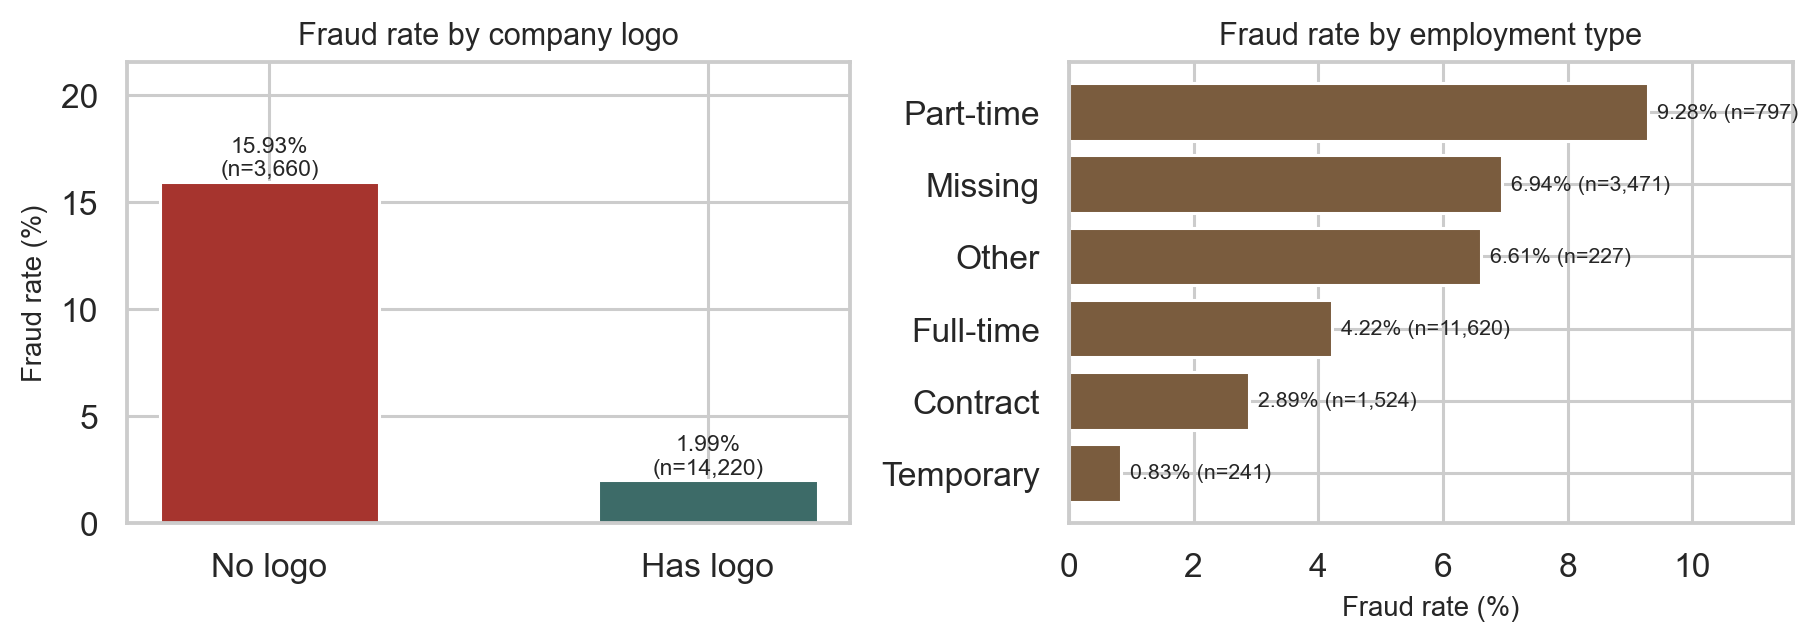 Fraud rate by company logo
Fraud rate (%)
20
15
10
5
0
15.93%
(n=3,660)
1.99%
(n=14,220)
No logo
Has logo
Fraud rate by employment type
Part-time
9.28% (n=797)
Missing
6.94% (n=3,471)
Other
6.61% (n=227)
Full-time
4.22% (n=11,620)
Contract
2.89% (n=1,524)
Temporary
0.83% (n=241)
0 2 4 6 8 10
Fraud rate (%)